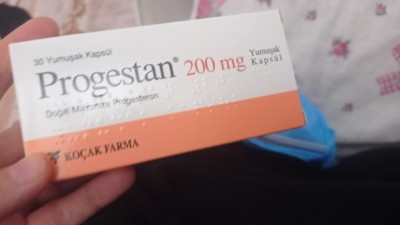 30 Yumuşak Kapsül
Progestan® 200 mg Yumuşak Kapsül
Doğal Mikronize Progesteron
KOÇAK FARMA